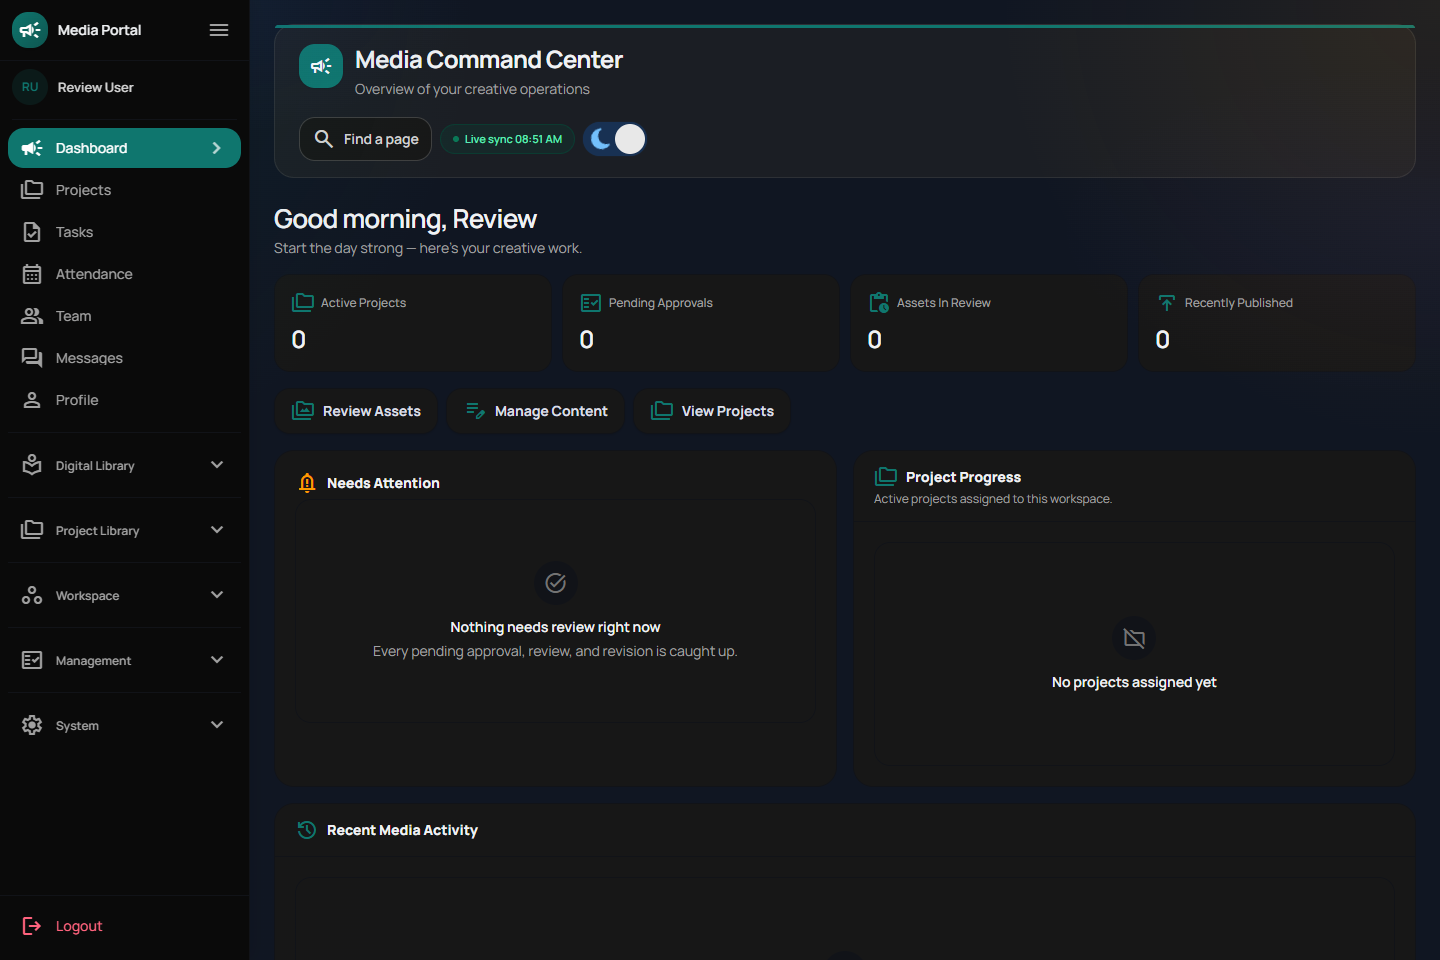 Media Portal
RU
Review User
Dashboard
Projects
Tasks
Attendance
Team
Messages
Profile
Digital Library
Project Library
Workspace
Management
System
Logout
Media Command Center
Overview of your creative operations
Find a page
Live sync 08:51 AM
Good morning, Review
Start the day strong — here's your creative work.
Active Projects
0
Pending Approvals
0
Assets In Review
0
Recently Published
0
Review Assets
Manage Content
View Projects
Needs Attention
Nothing needs review right now
Every pending approval, review, and revision is caught up.
Project Progress
Active projects assigned to this workspace.
No projects assigned yet
Recent Media Activity